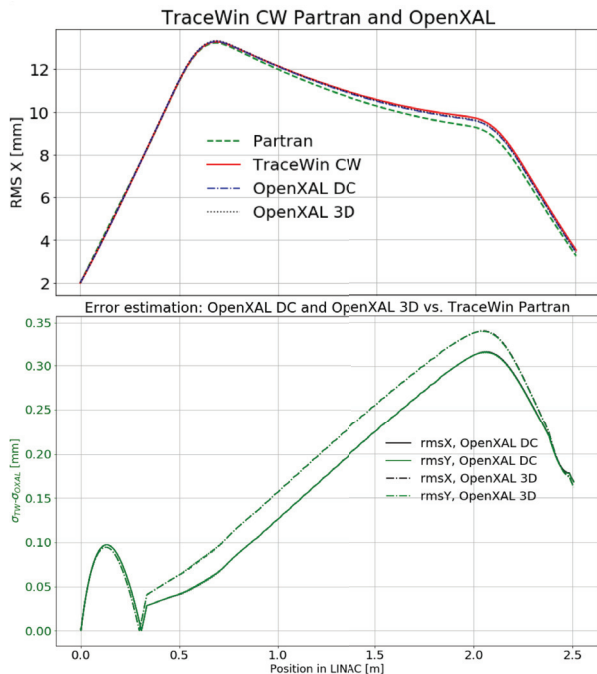 TraceWin CW Partran and OpenXAL
RMS X [mm]
12
10
8
6
4
2
Partran
TraceWin CW
OpenXAL DC
OpenXAL 3D
Error estimation: OpenXAL DC and OpenXAL 3D vs. TraceWin Partran
σTW-σOXAL [mm]
0.35
0.30
0.25
0.20
0.15
0.10
0.05
0.00
rmsX, OpenXAL DC
rmsY, OpenXAL DC
rmsX, OpenXAL 3D
rmsY, OpenXAL 3D
0.0 0.5 1.0 1.5 2.0 2.5
Position in LINAC [m]